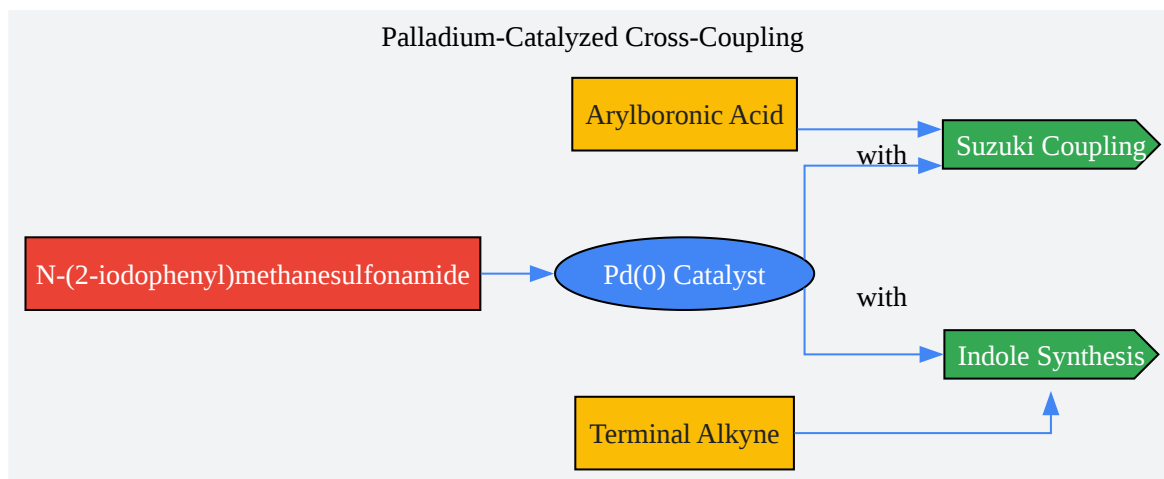 Palladium-Catalyzed Cross-Coupling
Arylboronic Acid
Suzuki Coupling
with
N-(2-iodophenyl)methanesulfonamide
Pd(0) Catalyst
with
Indole Synthesis
Terminal Alkyne